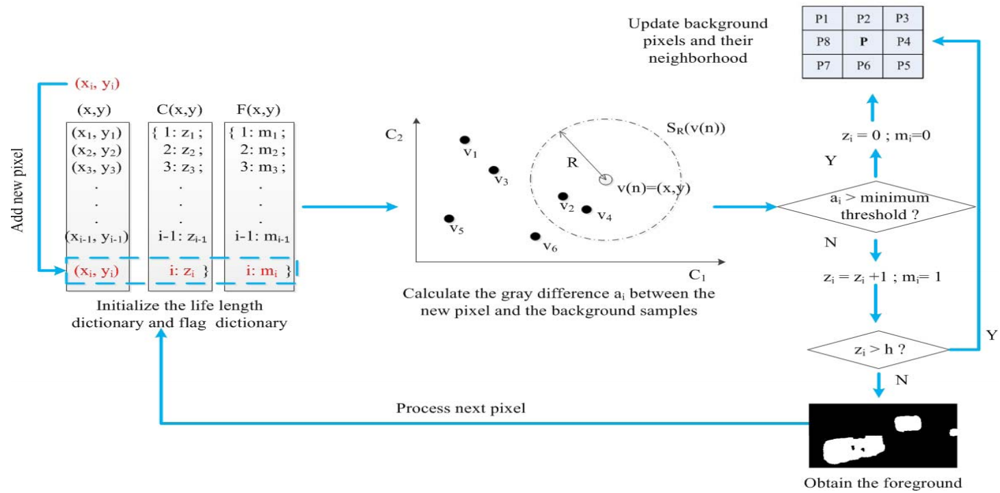 Add new pixel
(xᵢ, yᵢ)
(x,y) C(x,y) F(x,y)
(x₁, y₁) { 1: z₁ ; { 1: m₁ ;
(x₂, y₂) 2: z₂ ; 2: m₂ ;
(x₃, y₃) 3: z₃ ; 3: m₃ ;
. . .
. . .
. . .
(xᵢ₋₁, yᵢ₋₁) i-1: zᵢ₋₁ i-1: mᵢ₋₁
(xᵢ, yᵢ) i: zᵢ } i: mᵢ }
Initialize the life length
dictionary and flag dictionary
C₂
S_R(v(n))
v₁
R
v₃
v(n)=(x,y)
v₂
v₄
v₅
v₆
C₁
Calculate the gray difference aᵢ between the
new pixel and the background samples
Update background
pixels and their
neighborhood
P1 P2 P3
P8 P P4
P7 P6 P5
zᵢ = 0 ; mᵢ=0
Y
aᵢ > minimum
threshold ?
N
zᵢ = zᵢ +1 ; mᵢ= 1
zᵢ > h ?
Y
N
Process next pixel
Obtain the foreground